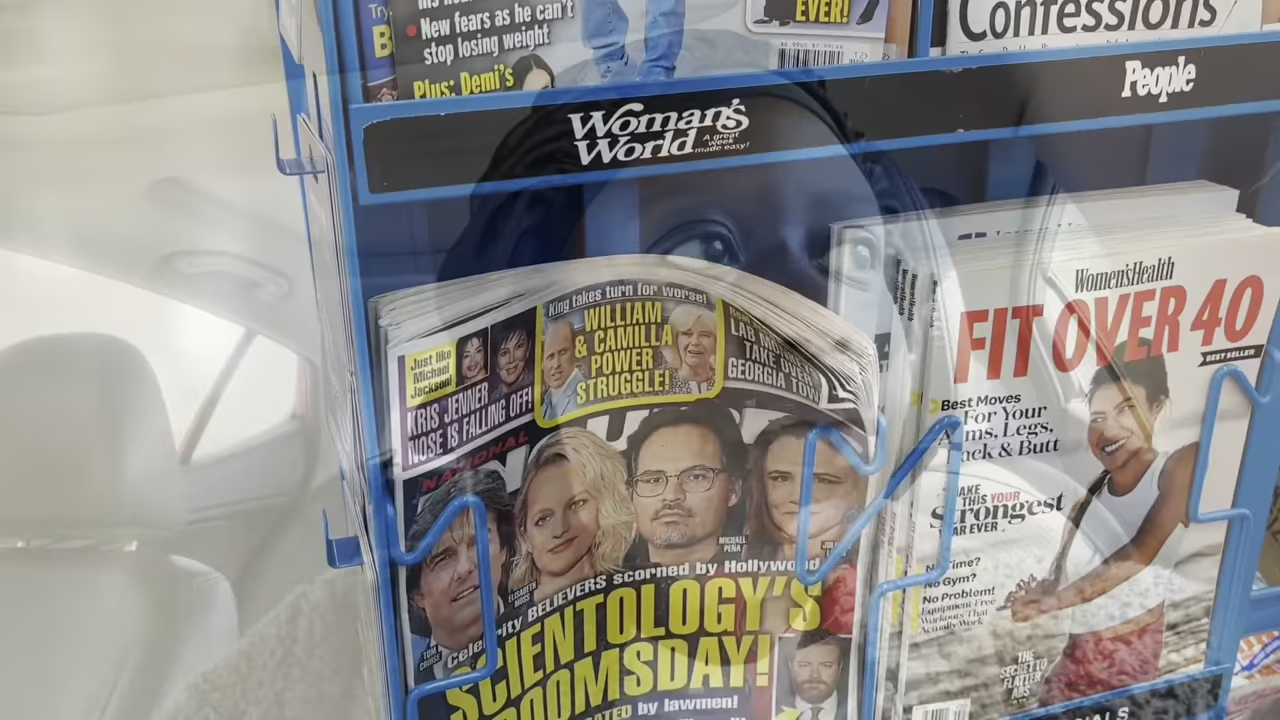 Try
B
• New fears as he can't
stop losing weight
Plus: Demi's
EVER!
Confessions
People
Woman's
World
A great
week
made easy!
King takes turn for worse!
WILLIAM
& CAMILLA
POWER
STRUGGLE!
Just like
Michael
Jackson!
KRIS JENNER
NOSE IS FALLING OFF!
LAB
TAKE OVER
GEORGIA TOW
NATIONAL
TOM
CRUISE
ELISABETH
MOSS
MICHAEL
PEÑA
BELIEVERS scorned by Hollywood
SCIENTOLOGY'S
DOOMSDAY!
by lawmen!
Women'sHealth
FIT OVER 40
BEST SELLER
Best Moves
For Your
Arms, Legs,
Back & Butt
MAKE
THIS YOUR
Strongest
YEAR EVER
No Time?
No Gym?
No Problem!
Equipment-Free
Workouts That
Actually Work
THE
SECRET TO
FLATTER
ABS